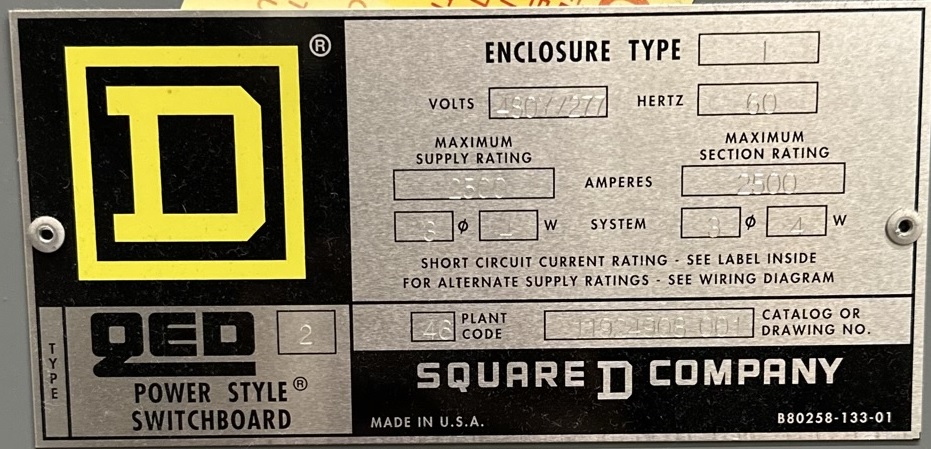 D ®
ENCLOSURE TYPE 1
VOLTS 480Y/277 HERTZ 60
MAXIMUM SUPPLY RATING
MAXIMUM SECTION RATING
2500 AMPERES 2500
3 φ 4 W SYSTEM 3 φ 4 W
SHORT CIRCUIT CURRENT RATING - SEE LABEL INSIDE
FOR ALTERNATE SUPPLY RATINGS - SEE WIRING DIAGRAM
TYPE
QED 2
POWER STYLE®
SWITCHBOARD
46 PLANT CODE
CATALOG OR DRAWING NO.
SQUARE D COMPANY
MADE IN U.S.A.
B80258-133-01